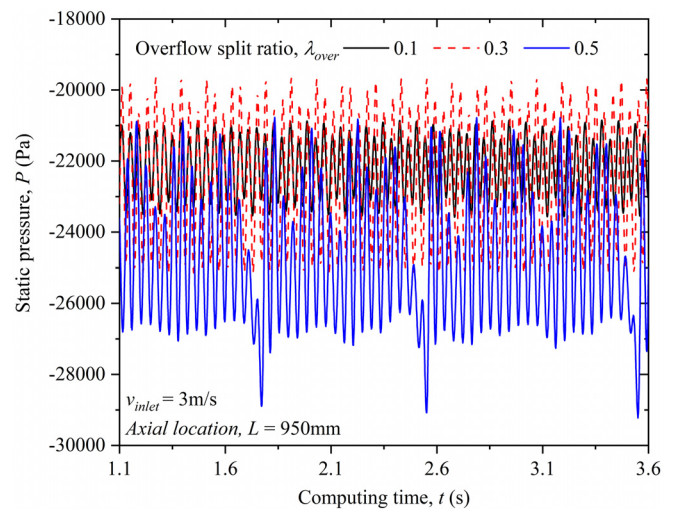 -18000
Overflow split ratio, λover 0.1 0.3 0.5
-20000
-22000
-24000
-26000
-28000
-30000
Static pressure, P (Pa)
vinlet = 3m/s
Axial location, L = 950mm
1.1 1.6 2.1 2.6 3.1 3.6
Computing time, t (s)